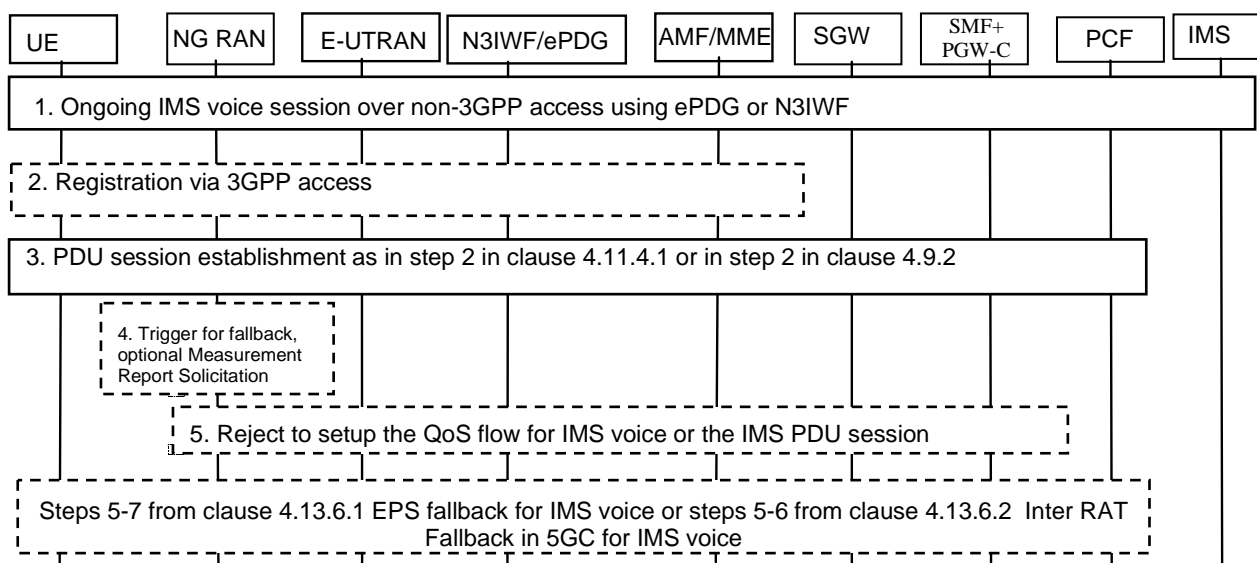 UE
NG RAN
E-UTRAN
N3IWF/ePDG
AMF/MME
SGW
SMF+
PGW-C
PCF
IMS
1. Ongoing IMS voice session over non-3GPP access using ePDG or N3IWF
2. Registration via 3GPP access
3. PDU session establishment as in step 2 in clause 4.11.4.1 or in step 2 in clause 4.9.2
4. Trigger for fallback,
optional Measurement
Report Solicitation
5. Reject to setup the QoS flow for IMS voice or the IMS PDU session
Steps 5-7 from clause 4.13.6.1 EPS fallback for IMS voice or steps 5-6 from clause 4.13.6.2 Inter RAT
Fallback in 5GC for IMS voice